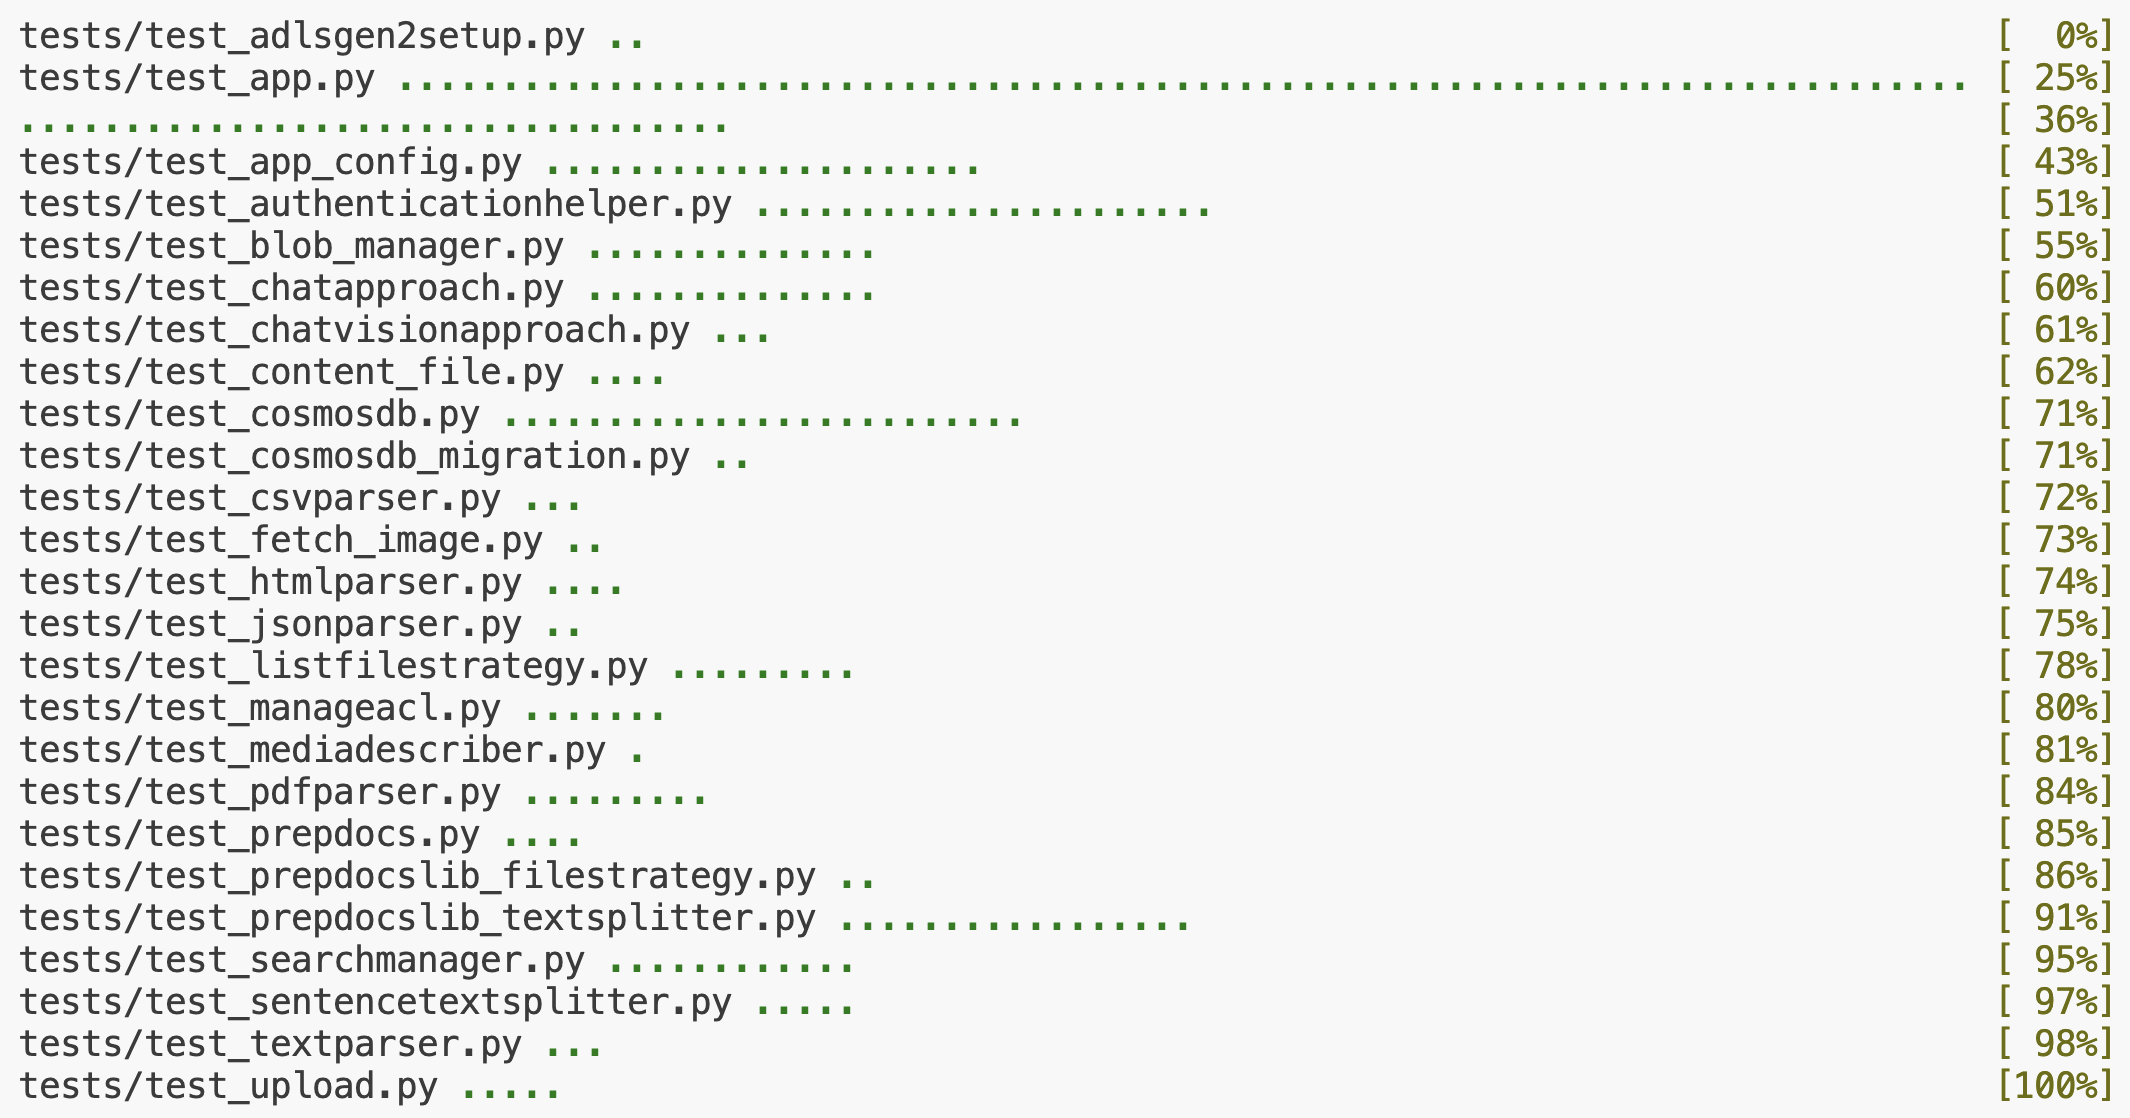 tests/test_adlsgen2setup.py .. [  0%]
tests/test_app.py ........................................................................... [ 25%]
.................................. [ 36%]
tests/test_app_config.py ..................... [ 43%]
tests/test_authenticationhelper.py ...................... [ 51%]
tests/test_blob_manager.py .............. [ 55%]
tests/test_chatapproach.py .............. [ 60%]
tests/test_chatvisionapproach.py ... [ 61%]
tests/test_content_file.py .... [ 62%]
tests/test_cosmosdb.py ......................... [ 71%]
tests/test_cosmosdb_migration.py .. [ 71%]
tests/test_csvparser.py ... [ 72%]
tests/test_fetch_image.py .. [ 73%]
tests/test_htmlparser.py .... [ 74%]
tests/test_jsonparser.py .. [ 75%]
tests/test_listfilestrategy.py ......... [ 78%]
tests/test_manageacl.py ....... [ 80%]
tests/test_mediadescriber.py . [ 81%]
tests/test_pdfparser.py ......... [ 84%]
tests/test_prepdocs.py .... [ 85%]
tests/test_prepdocslib_filestrategy.py .. [ 86%]
tests/test_prepdocslib_textsplitter.py ................. [ 91%]
tests/test_searchmanager.py ............ [ 95%]
tests/test_sentencetextsplitter.py ..... [ 97%]
tests/test_textparser.py ... [ 98%]
tests/test_upload.py ..... [100%]